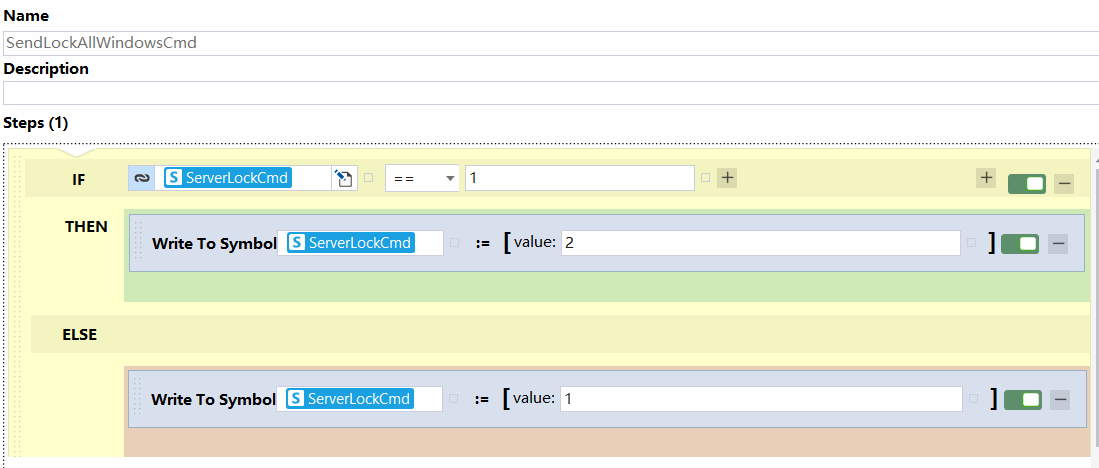 Name
SendLockAllWindowsCmd
Description
Steps (1)
IF S ServerLockCmd == 1
THEN
Write To Symbol S ServerLockCmd := [ value: 2 ]
ELSE
Write To Symbol S ServerLockCmd := [ value: 1 ]